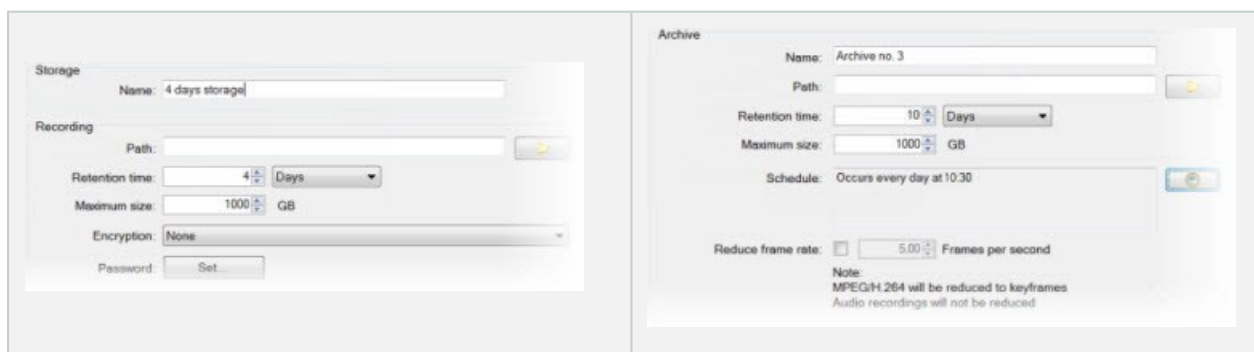 Storage
Name: 4 days storage
Recording
Path:
Retention time: 4 Days
Maximum size: 1000 GB
Encryption: None
Password: Set...
Archive
Name: Archive no. 3
Path:
Retention time: 10 Days
Maximum size: 1000 GB
Schedule: Occurs every day at 10:30
Reduce frame rate: 5.00 Frames per second
Note:
MPEG/H.264 will be reduced to keyframes
Audio recordings will not be reduced